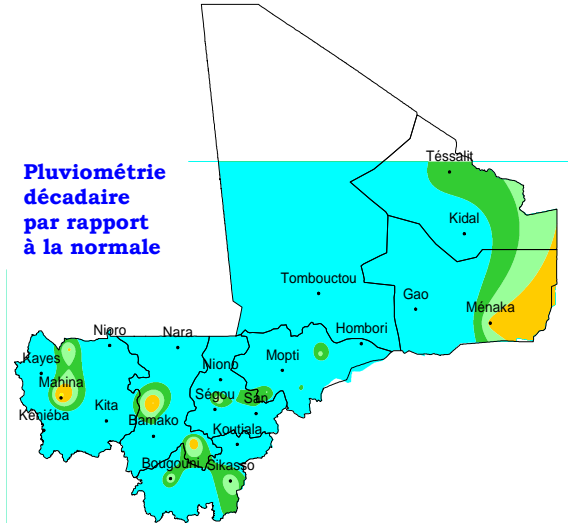 Pluviométrie
décadaire
par rapport
à la normale
Téssalit
Kidal
Tombouctou
Gao
Ménaka
Hombori
Nioro
Nara
Kayes
Niono
Mopti
Mahina
Ségou
San
Kita
Kéniéba
Bamako
Koutiala
Bougouni
Sikasso